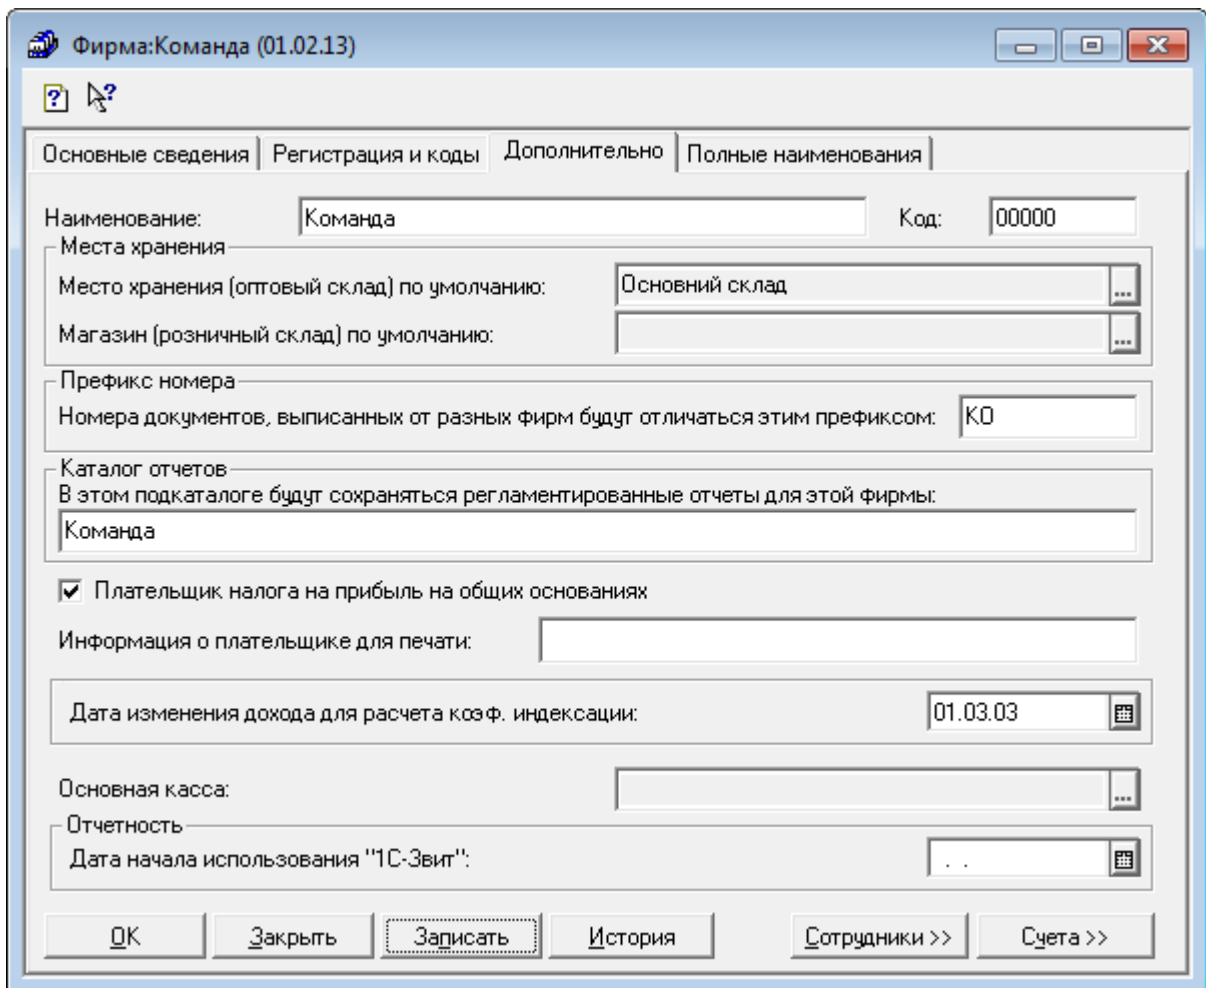 Фирма:Команда (01.02.13)
Основные сведения Регистрация и коды Дополнительно Полные наименования
Наименование: Команда Код: 00000
Места хранения
Место хранения (оптовый склад) по умолчанию: Основний склад ...
Магазин (розничный склад) по умолчанию: ...
Префикс номера
Номера документов, выписанных от разных фирм будут отличаться этим префиксом: КО
Каталог отчетов
В этом подкаталоге будут сохраняться регламентированные отчеты для этой фирмы:
Команда
Плательщик налога на прибыль на общих основаниях
Информация о плательщике для печати:
Дата изменения дохода для расчета коэф. индексации: 01.03.03
Основная касса: ...
Отчетность
Дата начала использования "1С-Звит": . .
OK Закрыть Записать История Сотрудники >> Счета >>